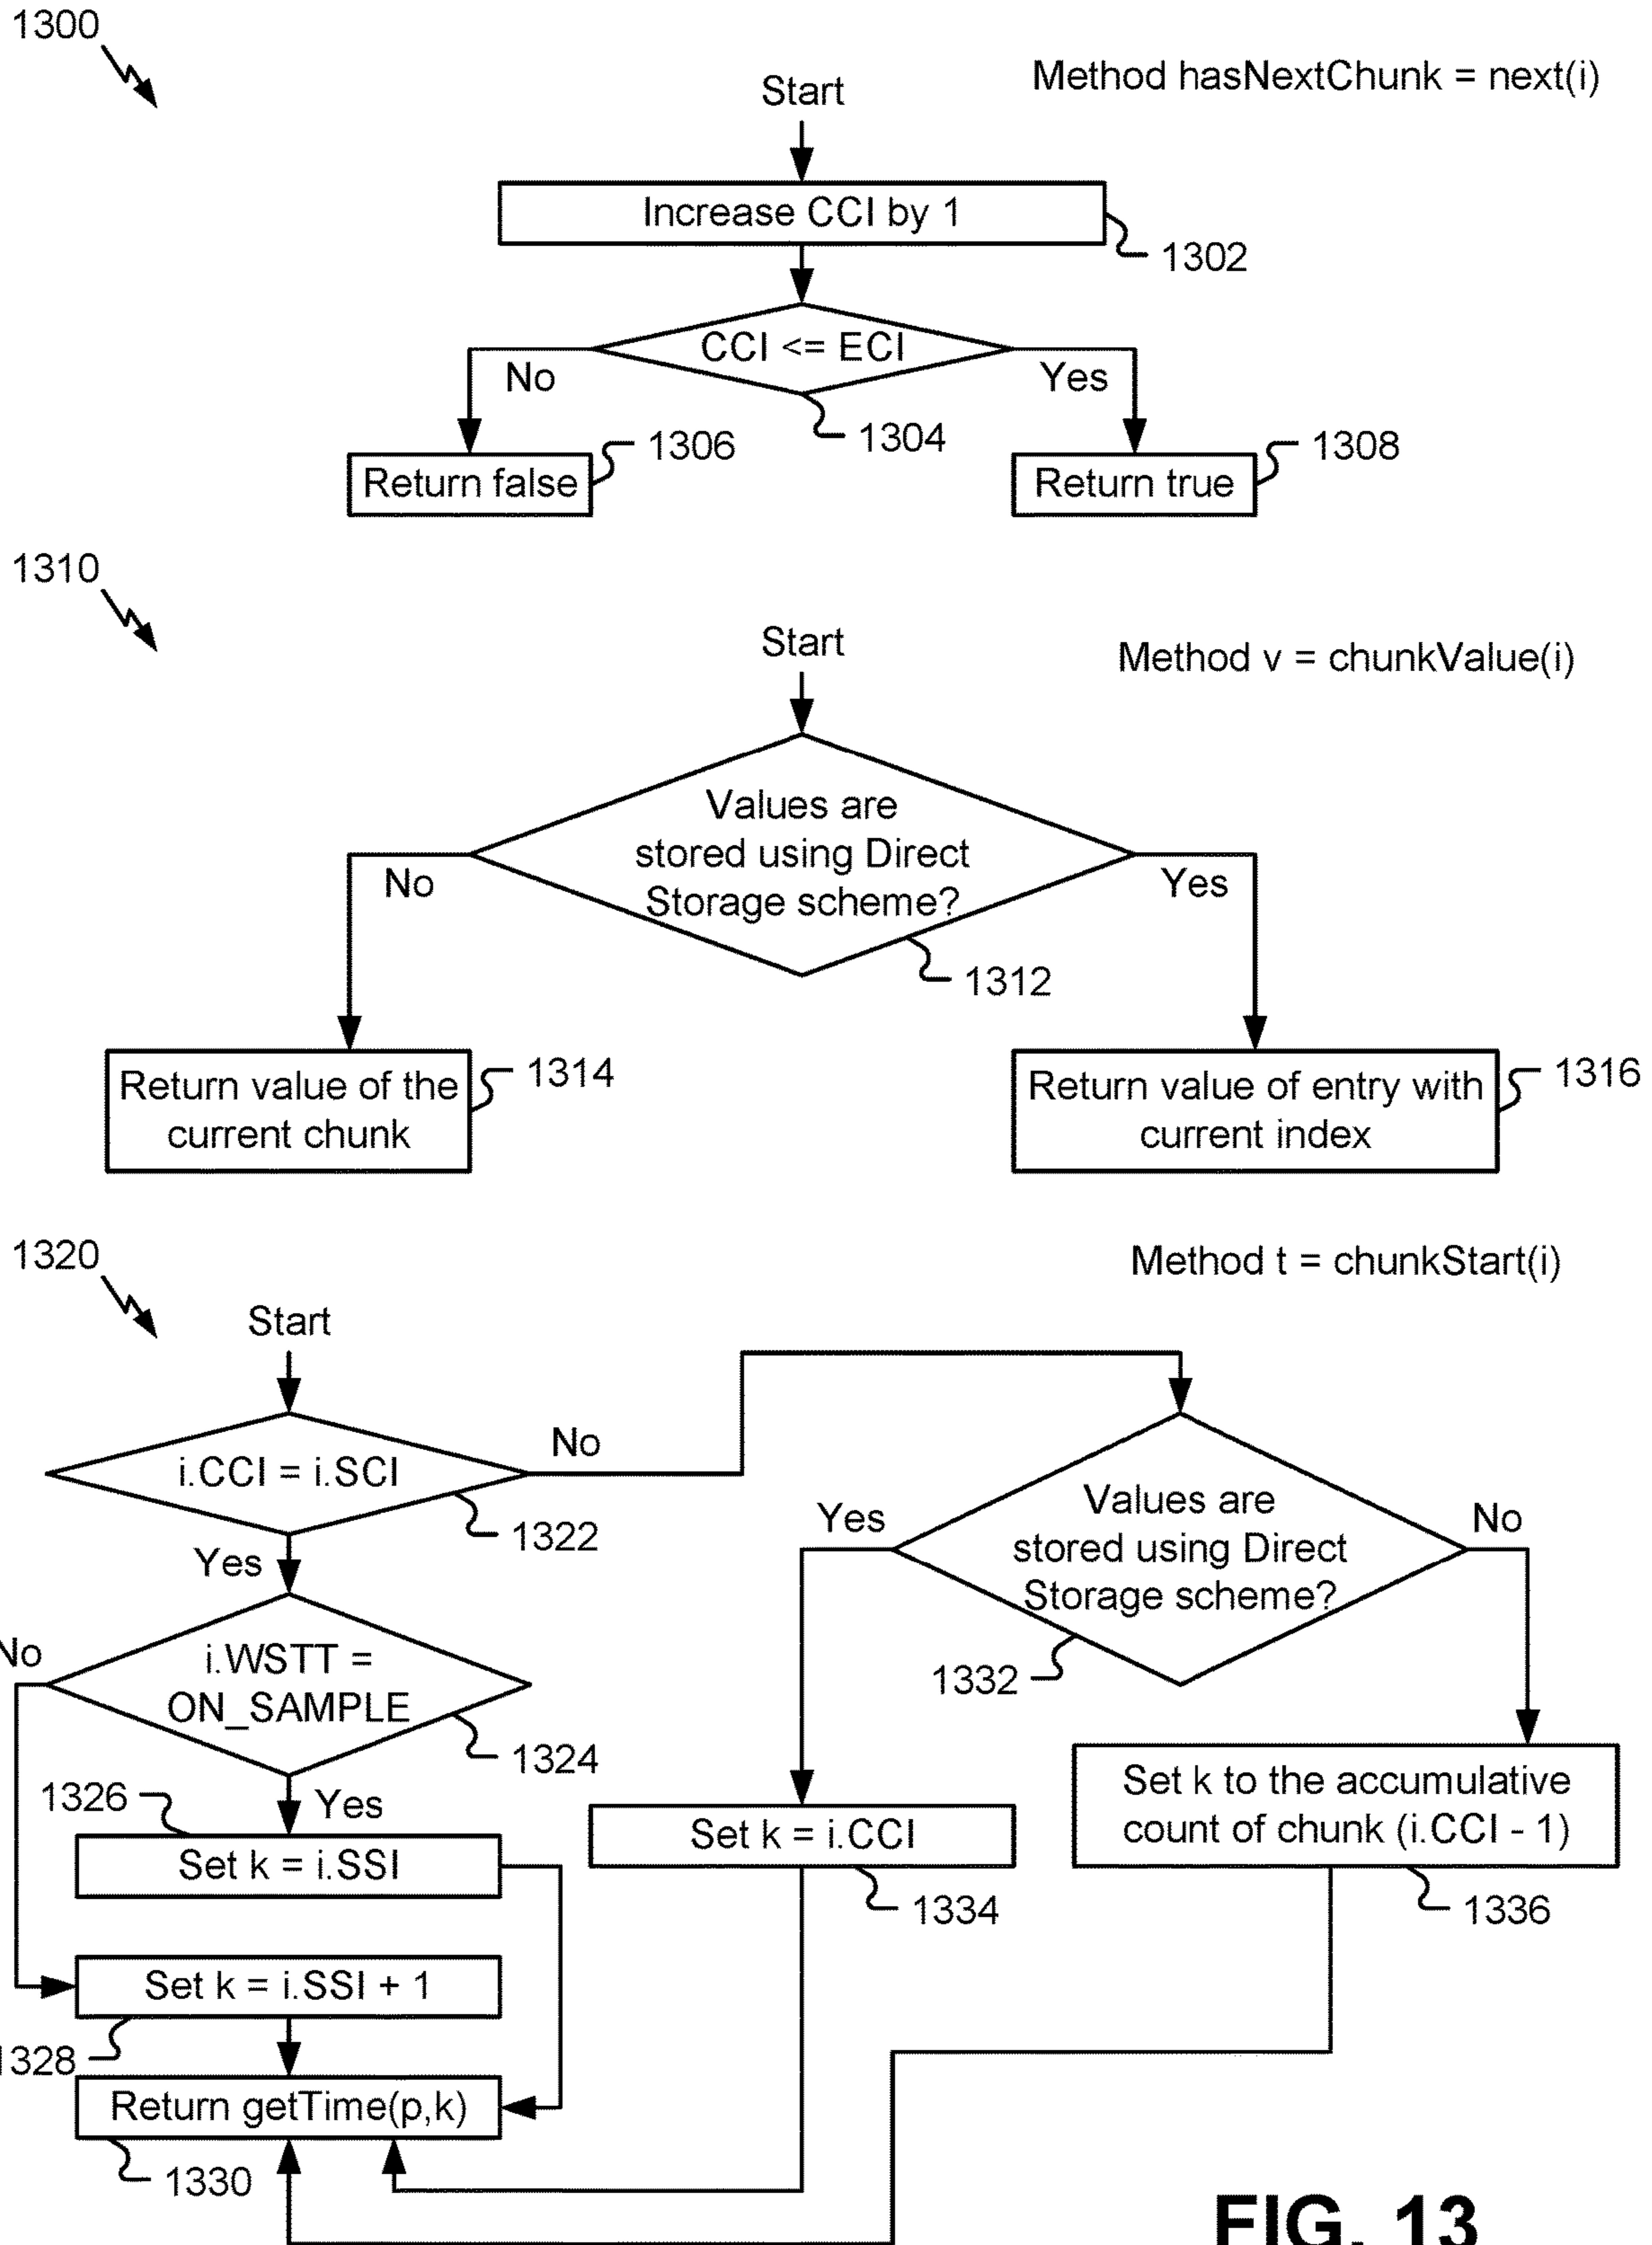 1300
Method hasNextChunk = next(i)
Start
Increase CCI by 1
1302
CCI <= ECI
No
Yes
1304
1306
1308
Return false
Return true
1310
Start
Method v = chunkValue(i)
Values are
stored using Direct
Storage scheme?
No
Yes
1312
Return value of the
current chunk
1314
Return value of entry with
current index
1316
1320
Method t = chunkStart(i)
Start
i.CCI = i.SCI
No
1322
Yes
Values are
stored using Direct
Storage scheme?
Yes
No
1332
No
i.WSTT =
ON_SAMPLE
1324
1326
Yes
Set k = i.SSI
Set k = i.CCI
1334
Set k to the accumulative
count of chunk (i.CCI - 1)
1336
Set k = i.SSI + 1
1328
Return getTime(p,k)
1330
FIG. 13